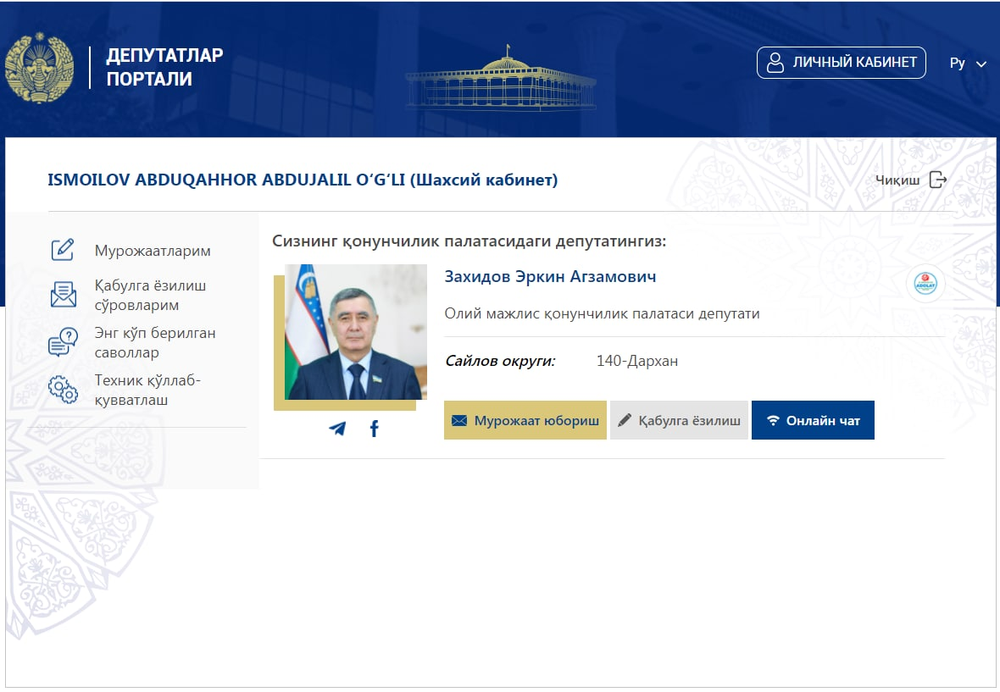 ДЕПУТАТЛАР
ПОРТАЛИ
ЛИЧНЫЙ КАБИНЕТ
Ру
ISMOILOV ABDUQAHHOR ABDUJALIL O‘G‘LI (Шахсий кабинет)
Чиқиш
Мурожаатларим
Қабулга ёзилиш
сўровларим
Энг кўп берилган
саволлар
Техник қўллаб-
қувватлаш
Сизнинг қонунчилик палатасидаги депутатингиз:
Захидов Эркин Агзамович
ADOLAT
Олий мажлис қонунчилик палатаси депутати
Сайлов округи: 140-Дархан
Мурожаат юбориш
Қабулга ёзилиш
Онлайн чат